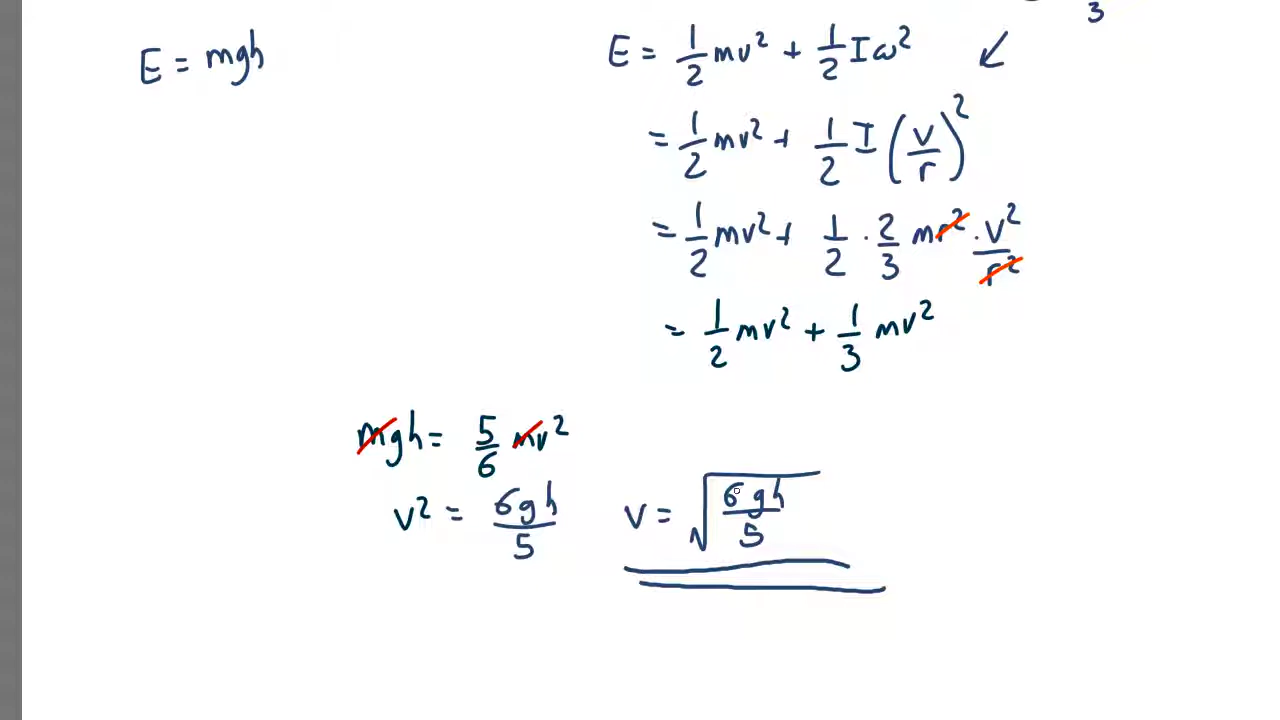 3
E = mgh
E = 1/2 mv² + 1/2 Iω²
= 1/2 mv² + 1/2 I (v/r)²
= 1/2 mv² + 1/2 · 2/3 mr² · v²/r²
= 1/2 mv² + 1/3 mv²
mgh = 5/6 mv²
v² = 6gh/5
v = √(6gh/5)